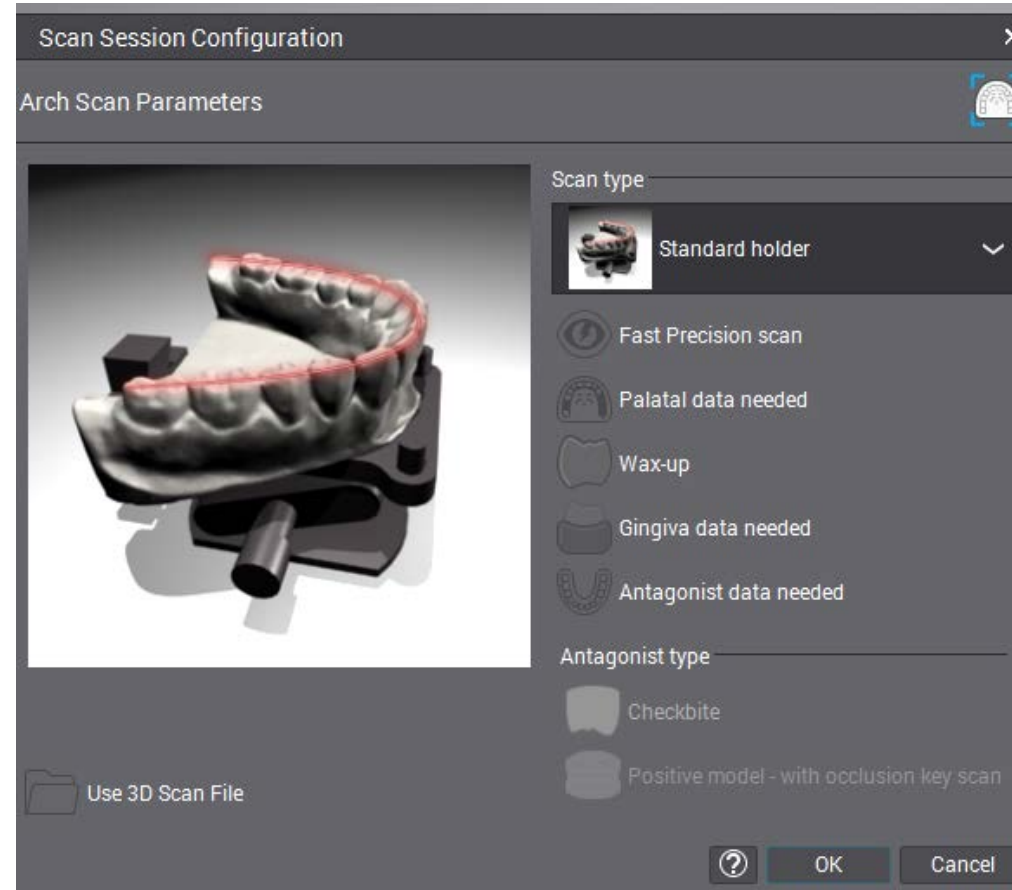 Scan Session Configuration
Arch Scan Parameters
Scan type
Standard holder
Fast Precision scan
Palatal data needed
Wax-up
Gingiva data needed
Antagonist data needed
Antagonist type
Checkbite
Positive model - with occlusion key scan
Use 3D Scan File
OK
Cancel